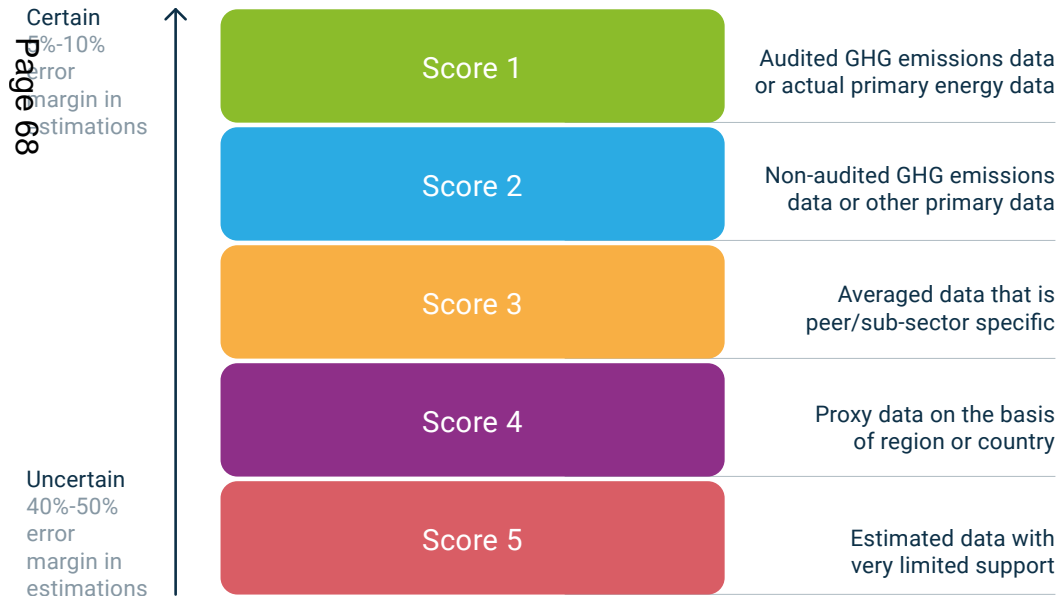 Certain
5%-10%
error
margin in
estimations
Page 68
Score 1
Audited GHG emissions data
or actual primary energy data
Score 2
Non-audited GHG emissions
data or other primary data
Score 3
Averaged data that is
peer/sub-sector specific
Score 4
Proxy data on the basis
of region or country
Uncertain
40%-50%
error
margin in
estimations
Score 5
Estimated data with
very limited support